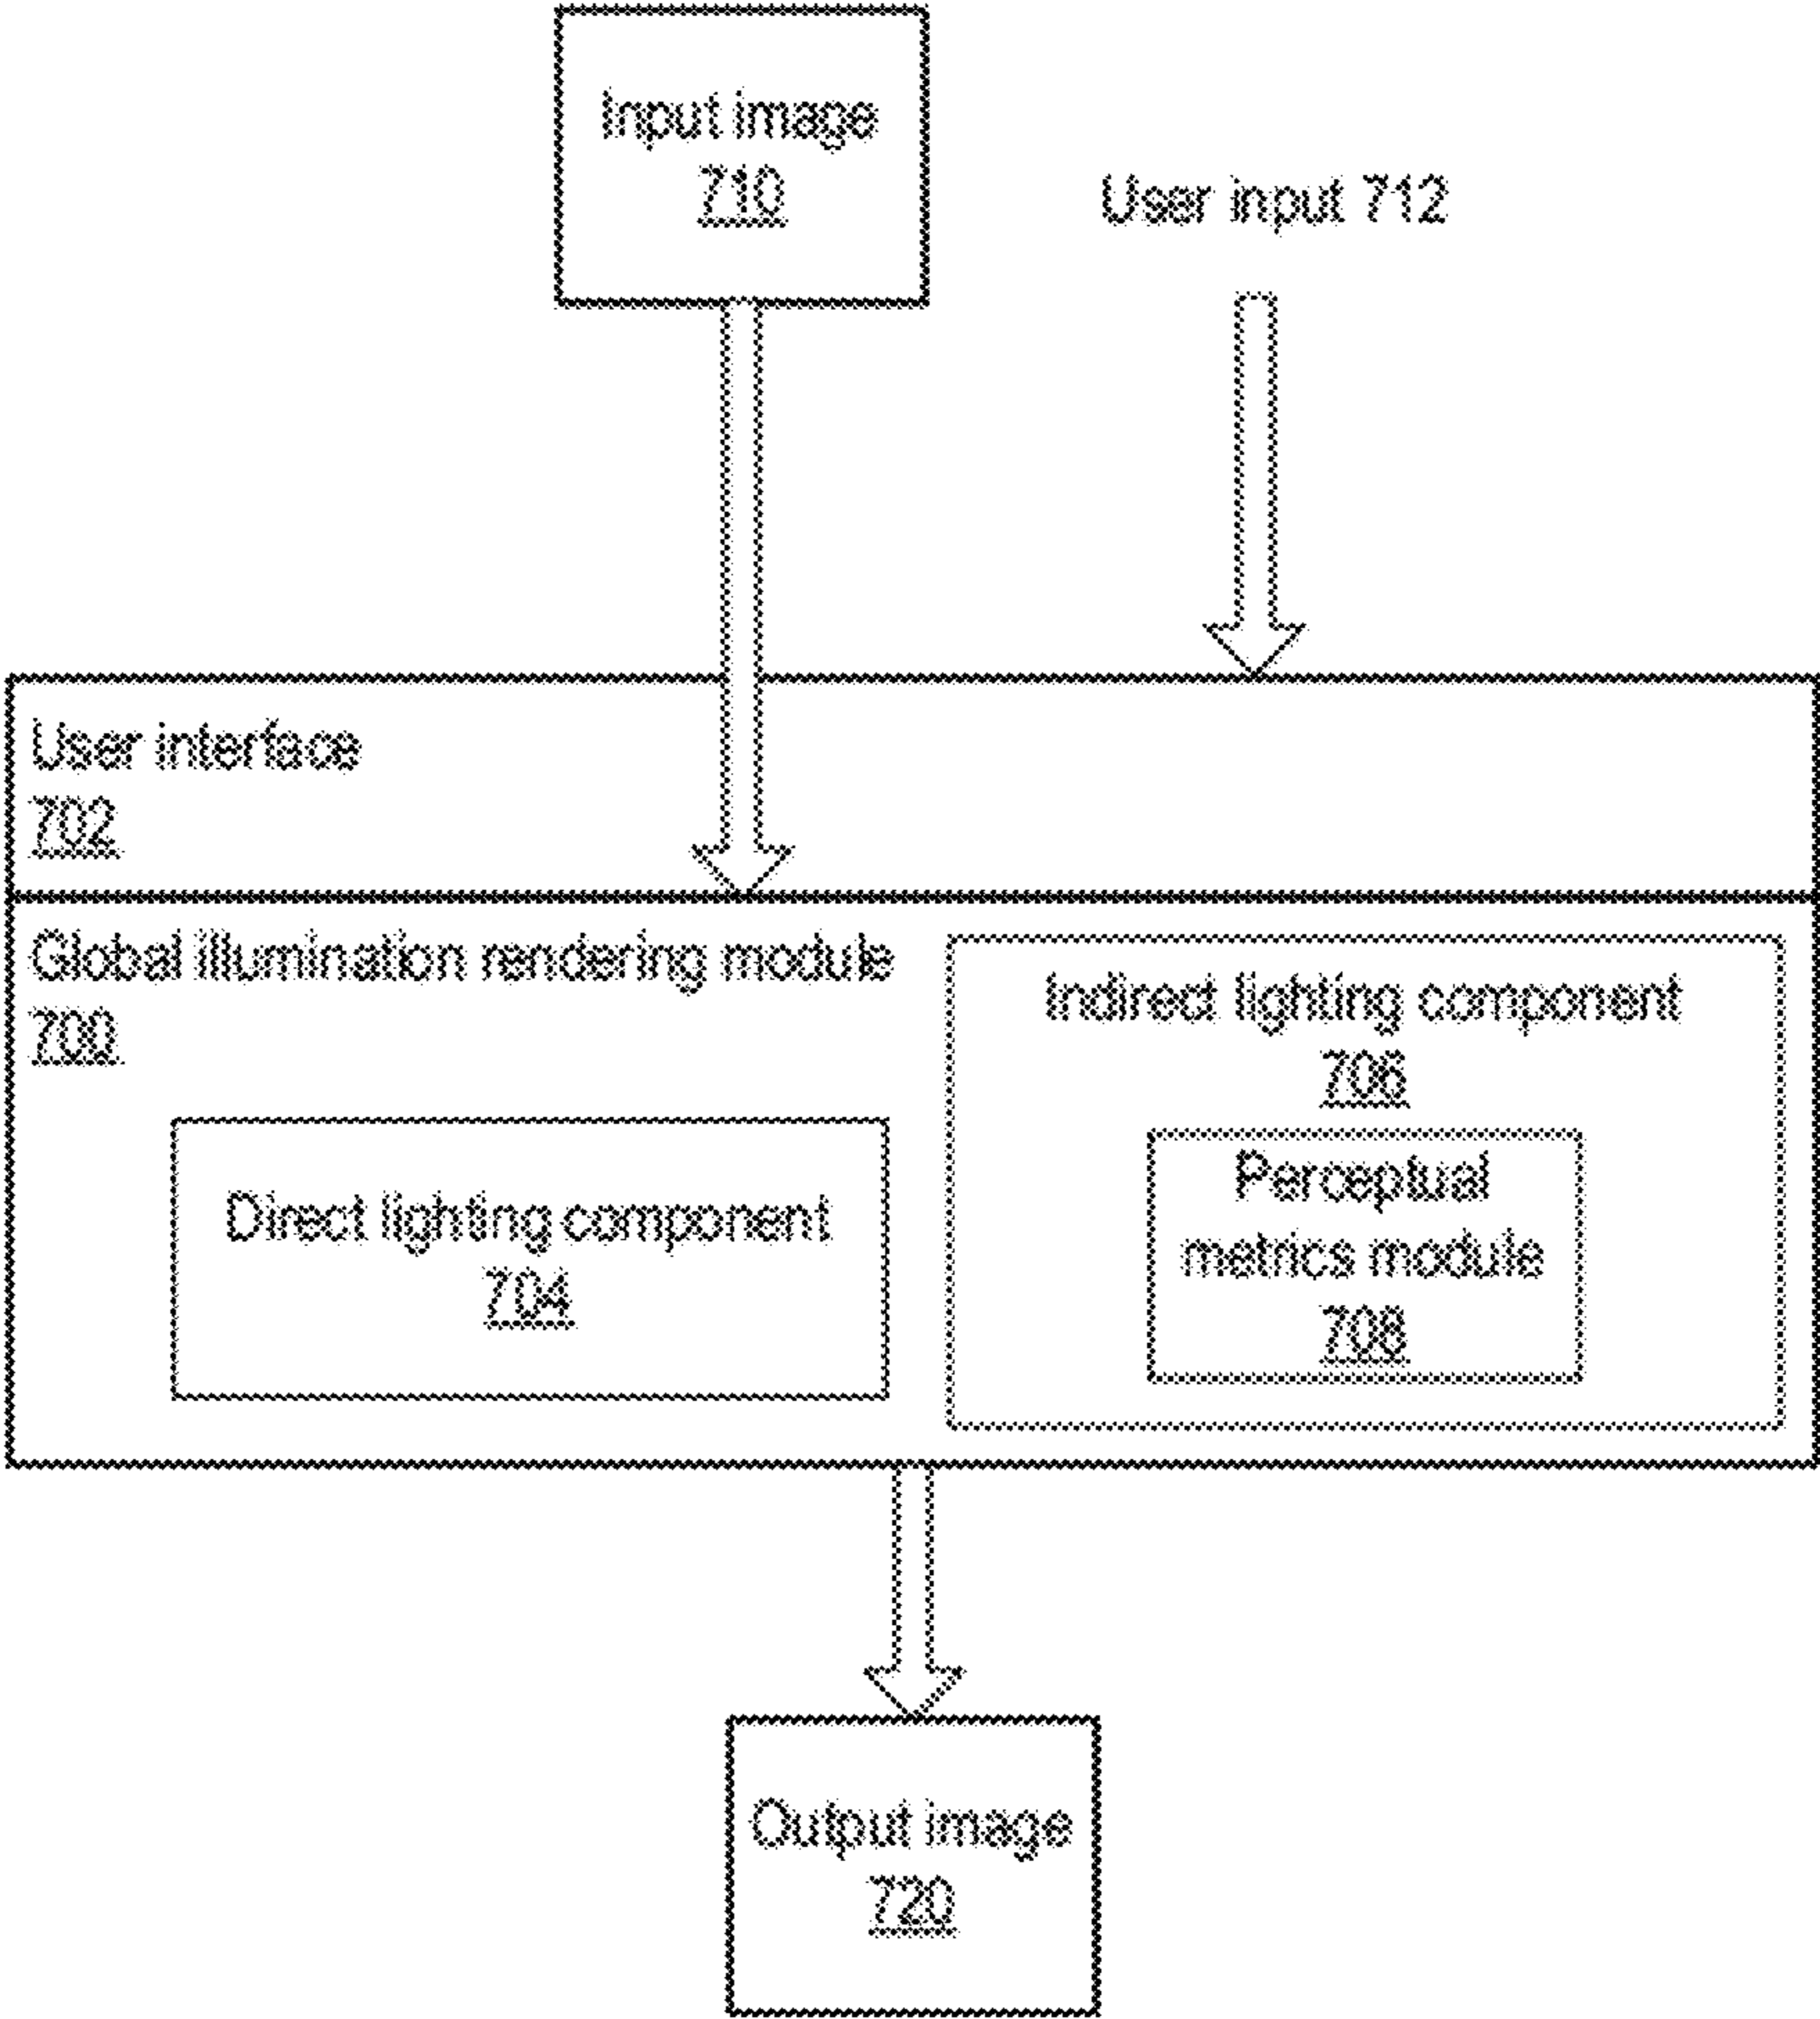 Input image
710
User input 712
User interface
702
Global illumination rendering module
700
Indirect lighting component
706
Perceptual
metrics module
708
Direct lighting component
704
Output image
720